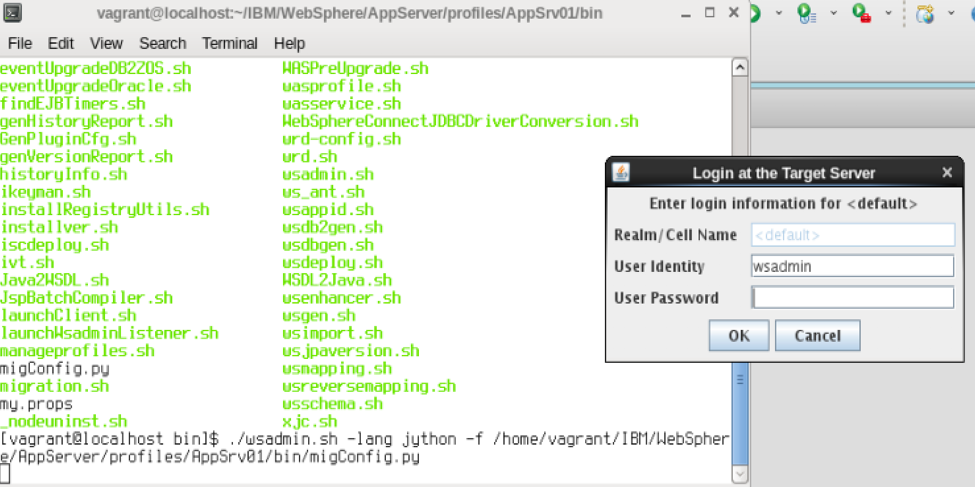 vagrant@localhost:~/IBM/WebSphere/AppServer/profiles/AppSrv01/bin
File Edit View Search Terminal Help
eventUpgradeDB2ZOS.sh WASPreUpgrade.sh
eventUpgradeOracle.sh wasprofile.sh
findEJBTimers.sh wasservice.sh
genHistoryReport.sh WebSphereConnectJDBCDriverConversion.sh
GenPluginCfg.sh wrd-config.sh
genVersionReport.sh wrd.sh
historyInfo.sh wsadmin.sh
ikeyman.sh ws_ant.sh
installRegistryUtils.sh wsappid.sh
installver.sh wsdb2gen.sh
iscdeploy.sh wsdbgen.sh
ivt.sh wsdeploy.sh
Java2WSDL.sh WSDL2Java.sh
JspBatchCompiler.sh wsenhancer.sh
launchClient.sh wsgen.sh
launchWsadminListener.sh wsimport.sh
manageprofiles.sh wsjpaversion.sh
migConfig.py wsmapping.sh
migration.sh wsreversemapping.sh
my.props wsschema.sh
_nodeuninst.sh xjc.sh
[vagrant@localhost bin]$ ./wsadmin.sh -lang jython -f /home/vagrant/IBM/WebSpher
e/AppServer/profiles/AppSrv01/bin/migConfig.py
Login at the Target Server
Enter login information for <default>
Realm/Cell Name <default>
User Identity wsadmin
User Password
OK Cancel